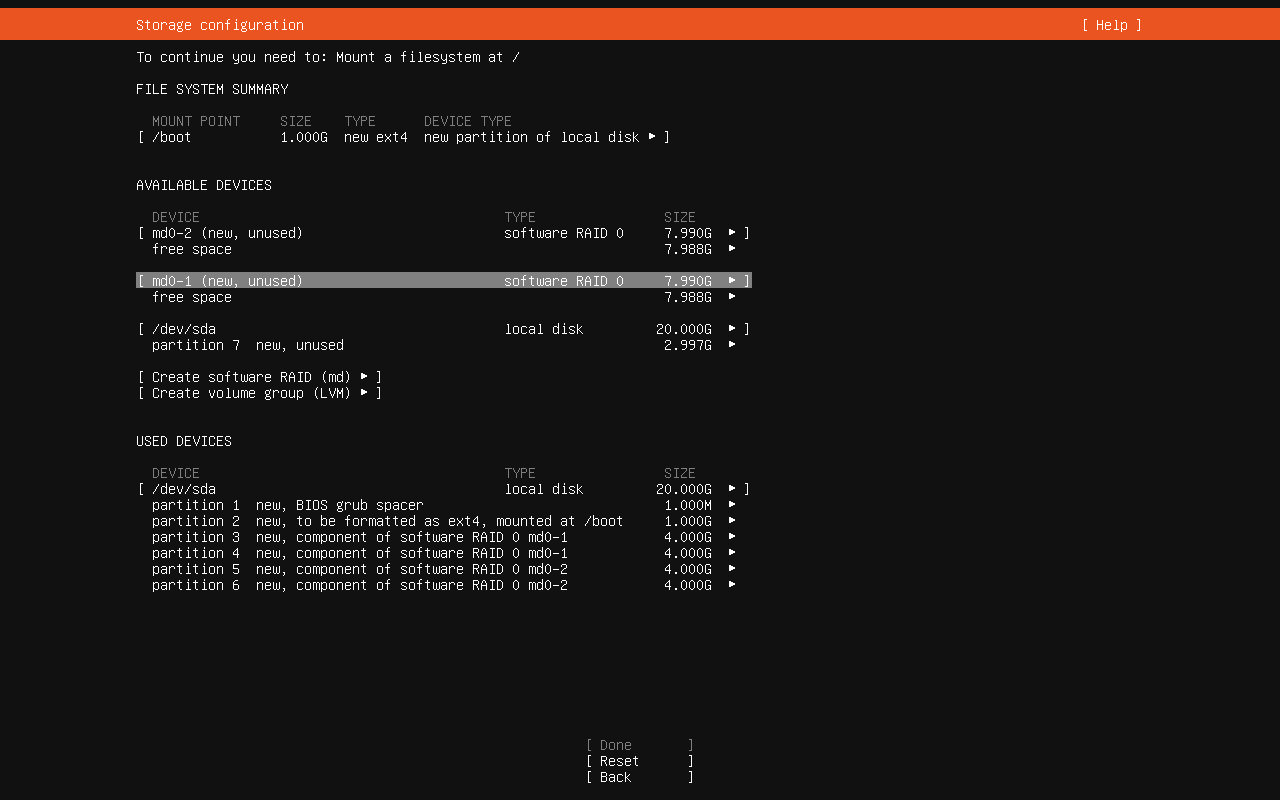 Storage configuration [ Help ]
To continue you need to: Mount a filesystem at /
FILE SYSTEM SUMMARY
MOUNT POINT SIZE TYPE DEVICE TYPE
[ /boot 1.000G new ext4 new partition of local disk ▸ ]
AVAILABLE DEVICES
DEVICE TYPE SIZE
[ md0-2 (new, unused) software RAID 0 7.990G ▸ ]
free space 7.988G ▸
[ md0-1 (new, unused) software RAID 0 7.990G ▸ ]
free space 7.988G ▸
[ /dev/sda local disk 20.000G ▸ ]
partition 7 new, unused 2.997G ▸
[ Create software RAID (md) ▸ ]
[ Create volume group (LVM) ▸ ]
USED DEVICES
DEVICE TYPE SIZE
[ /dev/sda local disk 20.000G ▸ ]
partition 1 new, BIOS grub spacer 1.000M ▸
partition 2 new, to be formatted as ext4, mounted at /boot 1.000G ▸
partition 3 new, component of software RAID 0 md0-1 4.000G ▸
partition 4 new, component of software RAID 0 md0-1 4.000G ▸
partition 5 new, component of software RAID 0 md0-2 4.000G ▸
partition 6 new, component of software RAID 0 md0-2 4.000G ▸
[ Done ]
[ Reset ]
[ Back ]